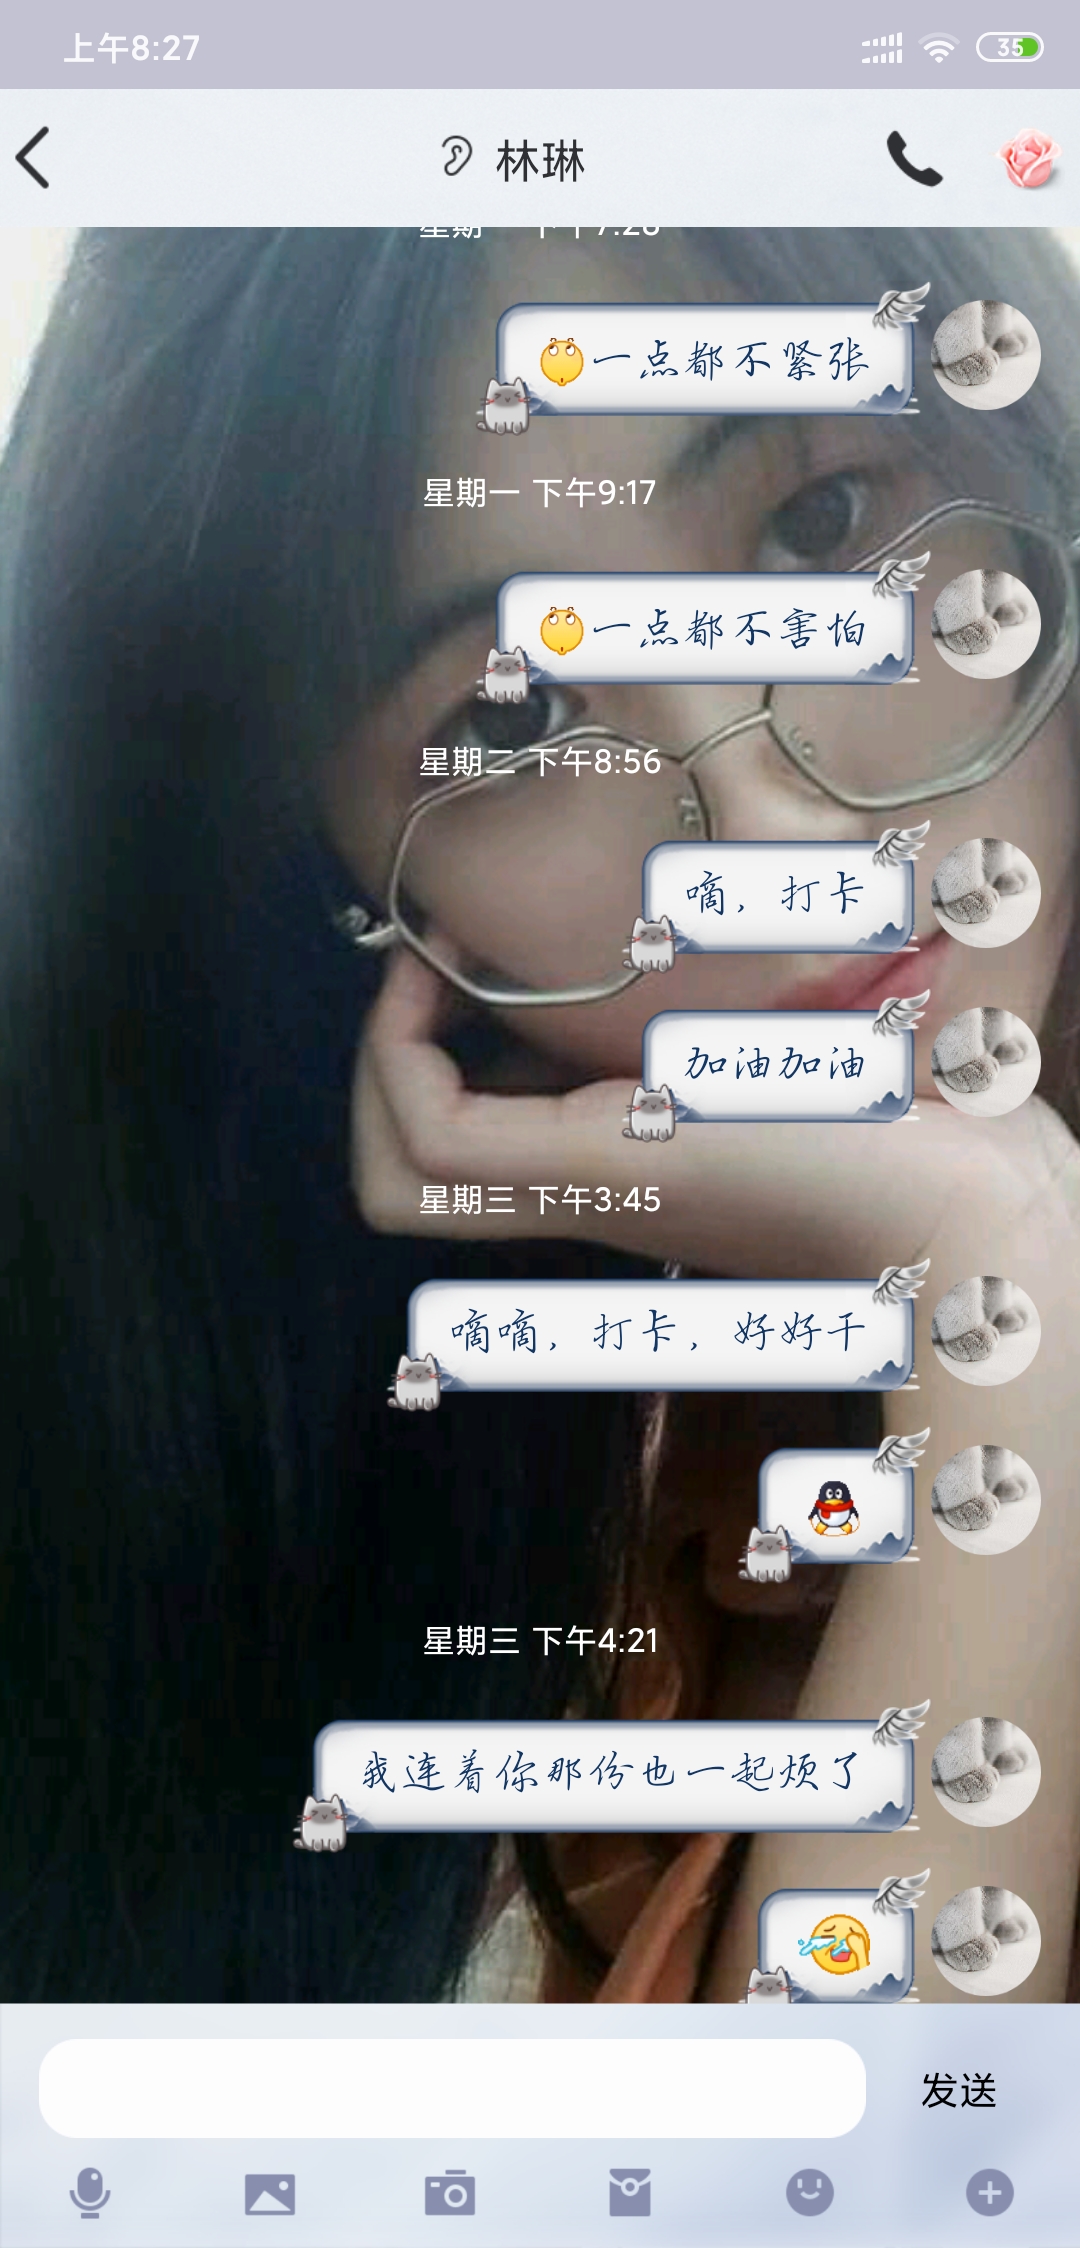 上午8:27
35
林琳
一点都不紧张
星期一 下午9:17
一点都不害怕
星期二 下午8:56
嘀，打卡
加油加油
星期三 下午3:45
嘀嘀，打卡，好好干
星期三 下午4:21
我连着你那份也一起烦了
发送